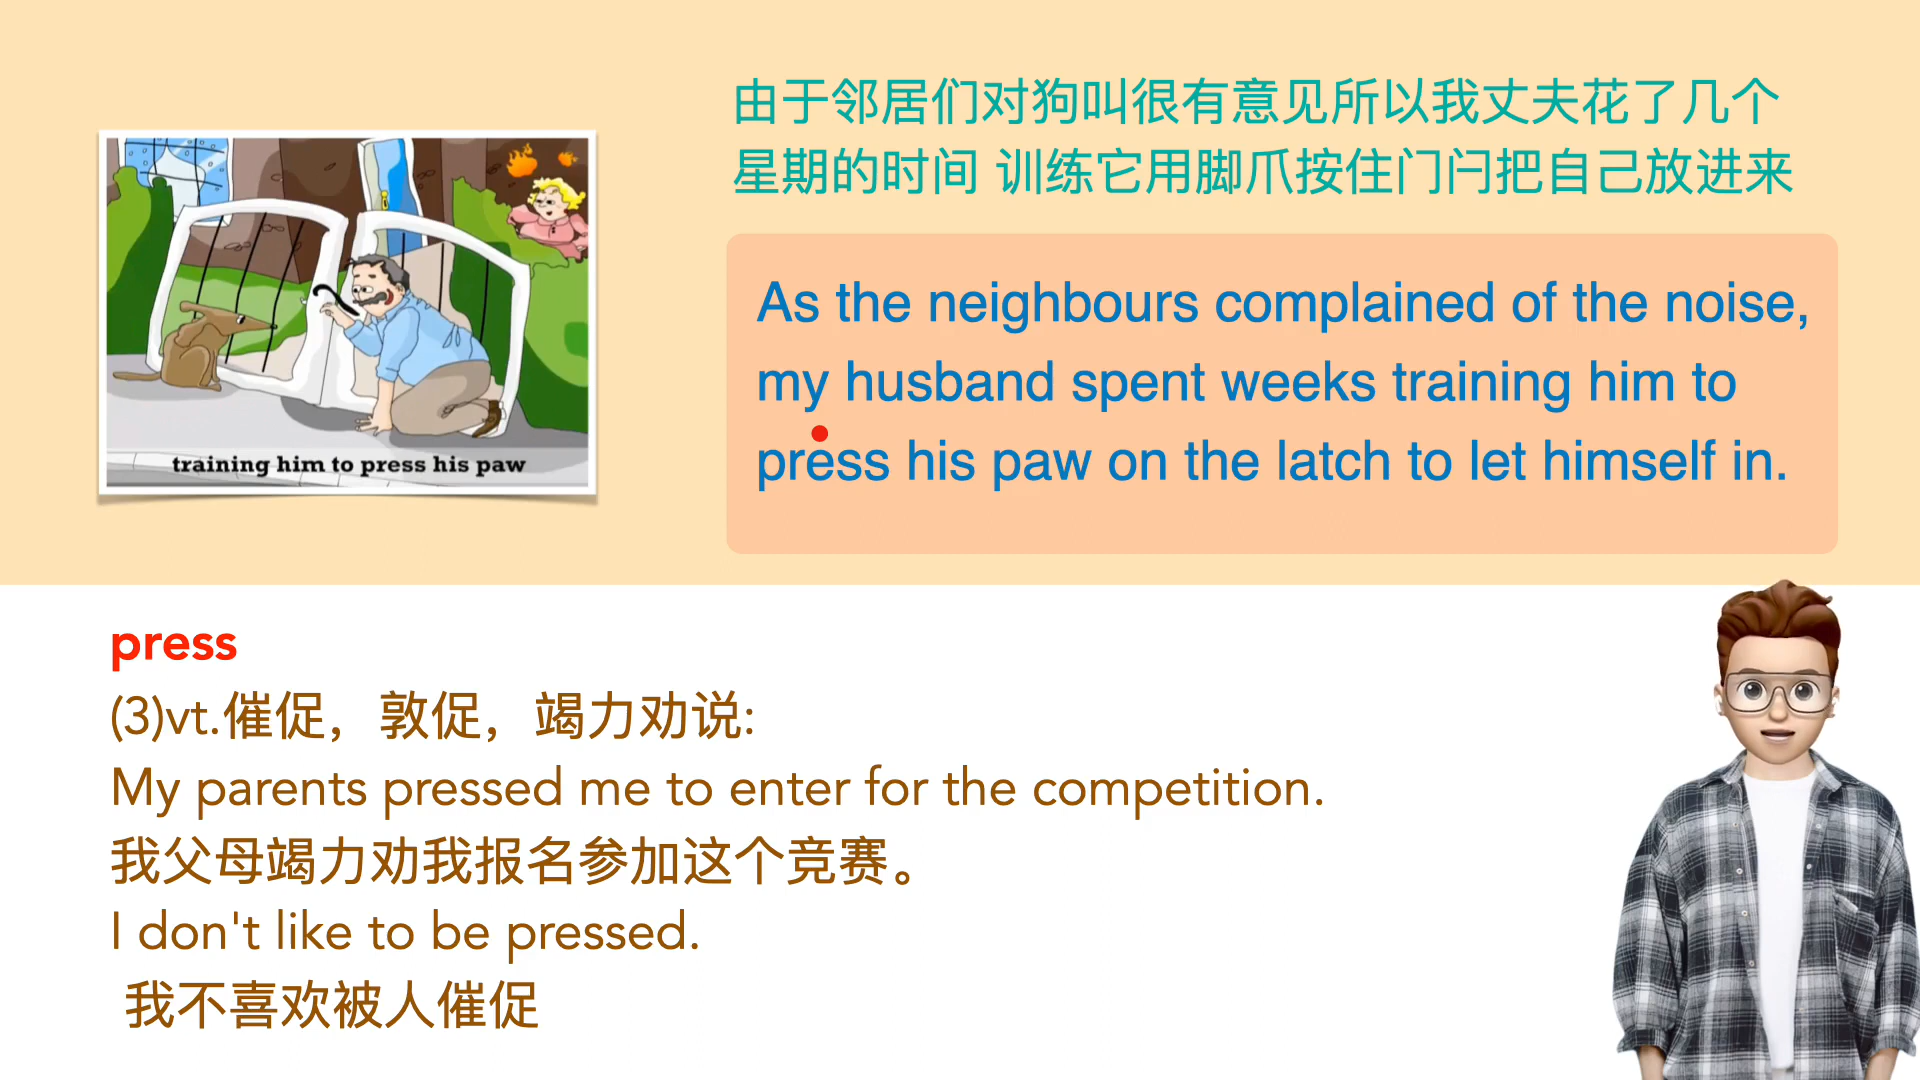 由于邻居们对狗叫很有意见所以我丈夫花了几个
星期的时间 训练它用脚爪按住门闩把自己放进来
As the neighbours complained of the noise,
my husband spent weeks training him to
press his paw on the latch to let himself in.
training him to press his paw
press
(3)vt.催促，敦促，竭力劝说:
My parents pressed me to enter for the competition.
我父母竭力劝我报名参加这个竞赛。
I don't like to be pressed.
我不喜欢被人催促